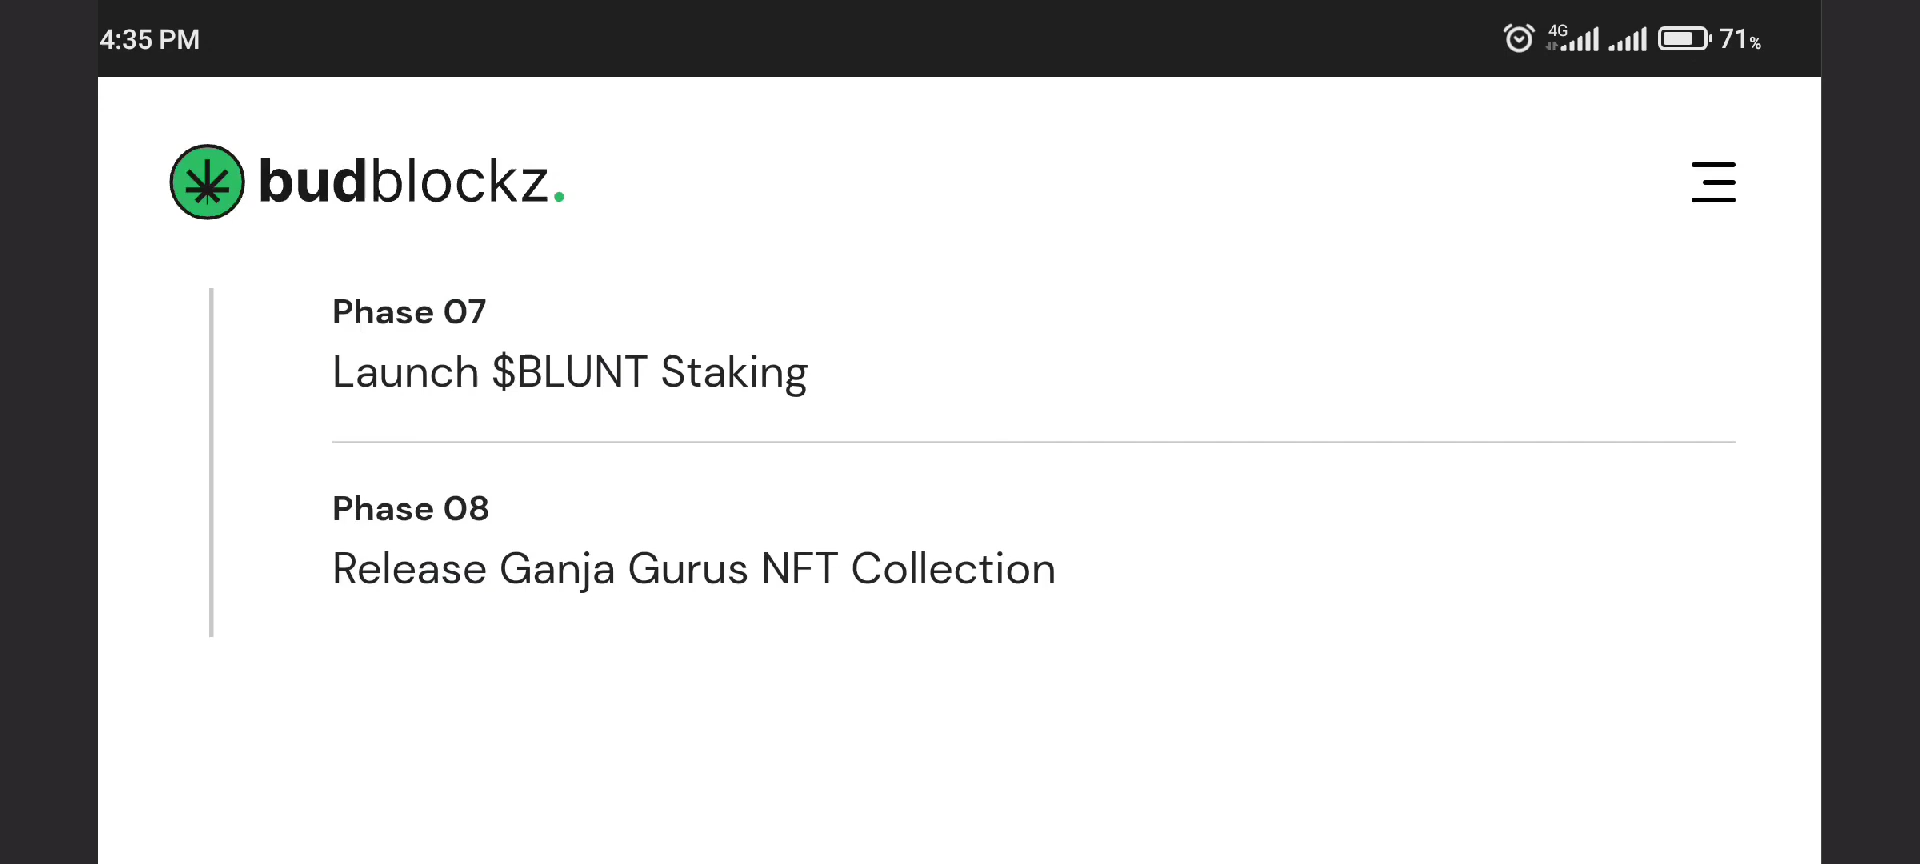 4:35 PM
4G
71%
budblockz.
Phase 07
Launch $BLUNT Staking
Phase 08
Release Ganja Gurus NFT Collection